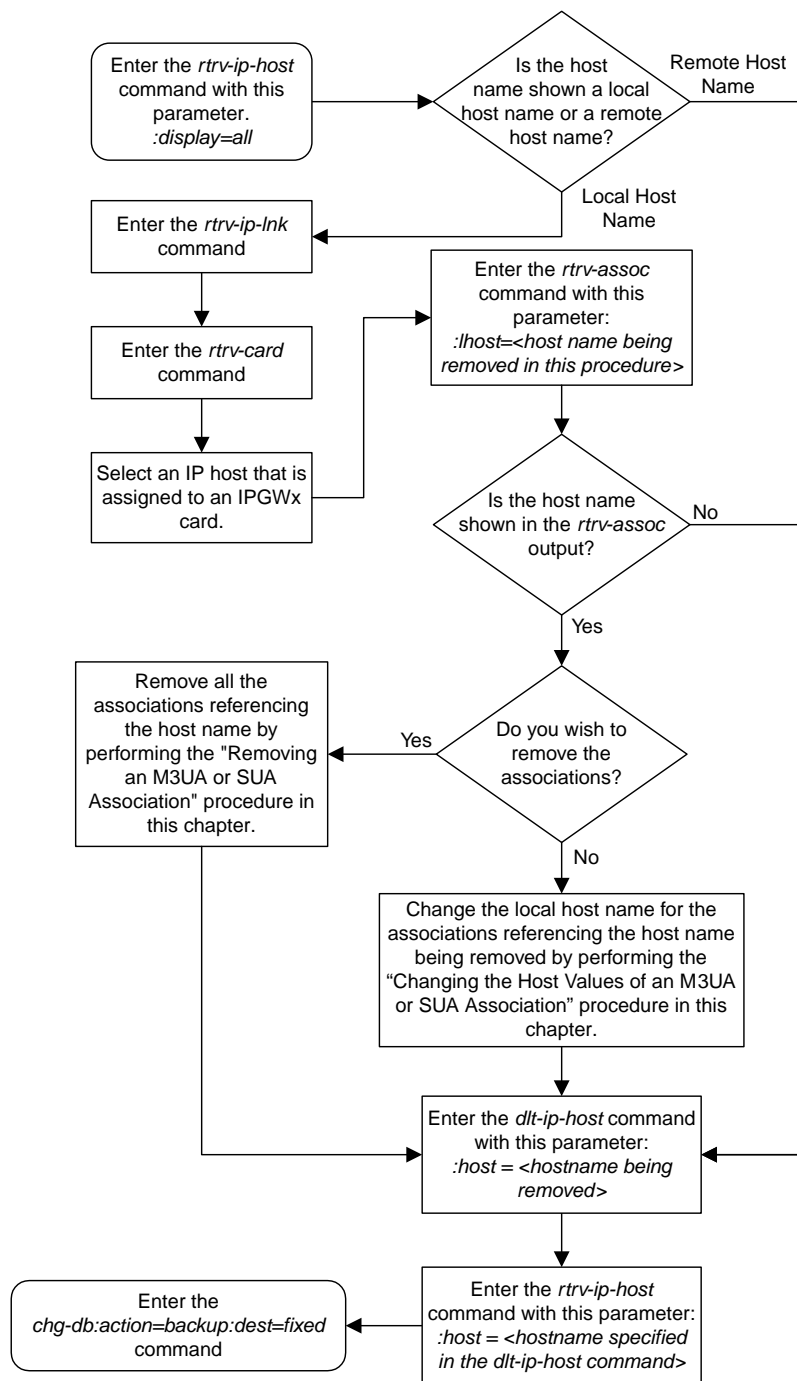 Enter the rtrv-ip-host
command with this
parameter.
:display=all
Is the host
name shown a local
host name or a remote
host name?
Remote Host
Name
Local Host
Name
Enter the rtrv-ip-lnk
command
Enter the rtrv-card
command
Select an IP host that is
assigned to an IPGWx
card.
Enter the rtrv-assoc
command with this
parameter:
:lhost=<host name being
removed in this procedure>
Is the host name
shown in the rtrv-assoc
output?
No
Yes
Do you wish to
remove the
associations?
Yes
No
Remove all the
associations referencing
the host name by
performing the "Removing
an M3UA or SUA
Association" procedure in
this chapter.
Change the local host name for the
associations referencing the host name
being removed by performing the
“Changing the Host Values of an M3UA
or SUA Association” procedure in this
chapter.
Enter the dlt-ip-host command
with this parameter:
:host = <hostname being
removed>
Enter the rtrv-ip-host
command with this parameter:
:host = <hostname specified
in the dlt-ip-host command>
Enter the
chg-db:action=backup:dest=fixed
command